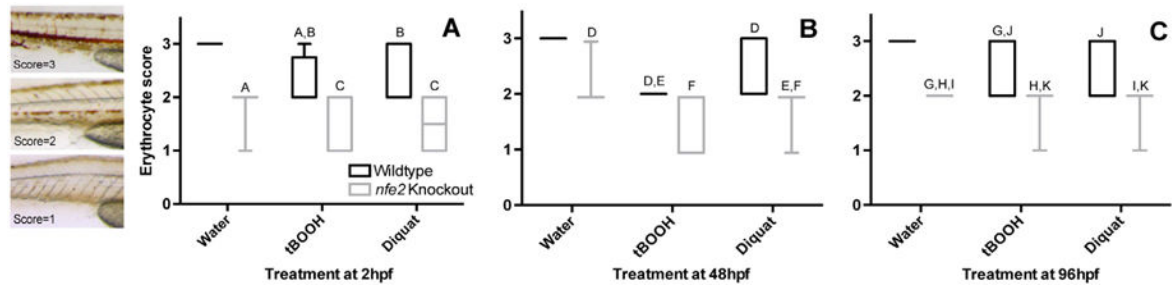 Score=3
Score=2
Score=1
Erythrocyte score
A
3
2
1
0
A,B
B
A
C
C
Wildtype
nfe2 Knockout
Water
tBOOH
Diquat
Treatment at 2hpf
B
3
2
1
0
D
D
D,E
F
E,F
Water
tBOOH
Diquat
Treatment at 48hpf
C
3
2
1
0
G,J
J
G,H,I
H,K
I,K
Water
tBOOH
Diquat
Treatment at 96hpf